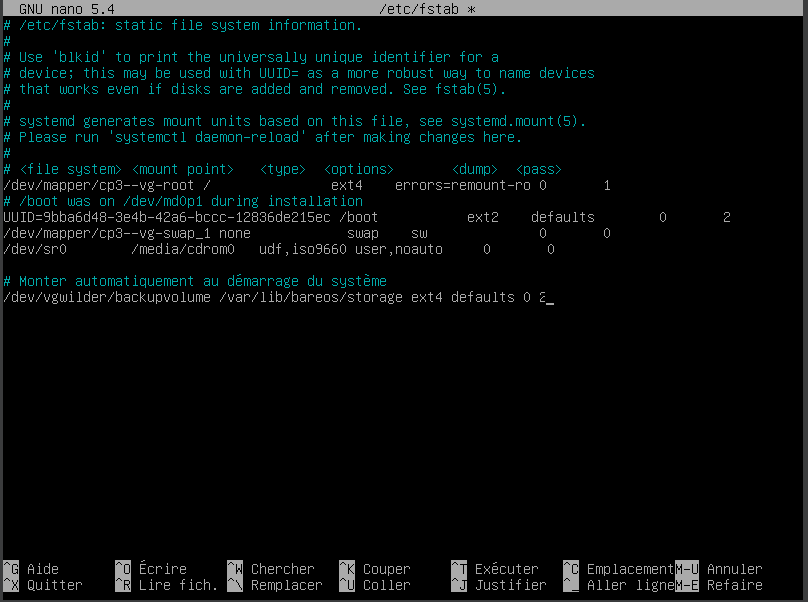 GNU nano 5.4 /etc/fstab *
# /etc/fstab: static file system information.
#
# Use 'blkid' to print the universally unique identifier for a
# device; this may be used with UUID= as a more robust way to name devices
# that works even if disks are added and removed. See fstab(5).
#
# systemd generates mount units based on this file, see systemd.mount(5).
# Please run 'systemctl daemon-reload' after making changes here.
#
# <file system> <mount point> <type> <options> <dump> <pass>
/dev/mapper/cp3--vg-root / ext4 errors=remount-ro 0 1
# /boot was on /dev/md0p1 during installation
UUID=9bba6d48-3e4b-42a6-bccc-12836de215ec /boot ext2 defaults 0 2
/dev/mapper/cp3--vg-swap_1 none swap sw 0 0
/dev/sr0 /media/cdrom0 udf,iso9660 user,noauto 0 0
# Monter automatiquement au démarrage du système
/dev/vgwilder/backupvolume /var/lib/bareos/storage ext4 defaults 0 2_
^G Aide ^O Écrire ^W Chercher ^K Couper ^T Exécuter ^C Emplacement M-U Annuler
^X Quitter ^R Lire fich. ^\ Remplacer ^U Coller ^J Justifier ^_ Aller ligne M-E Refaire